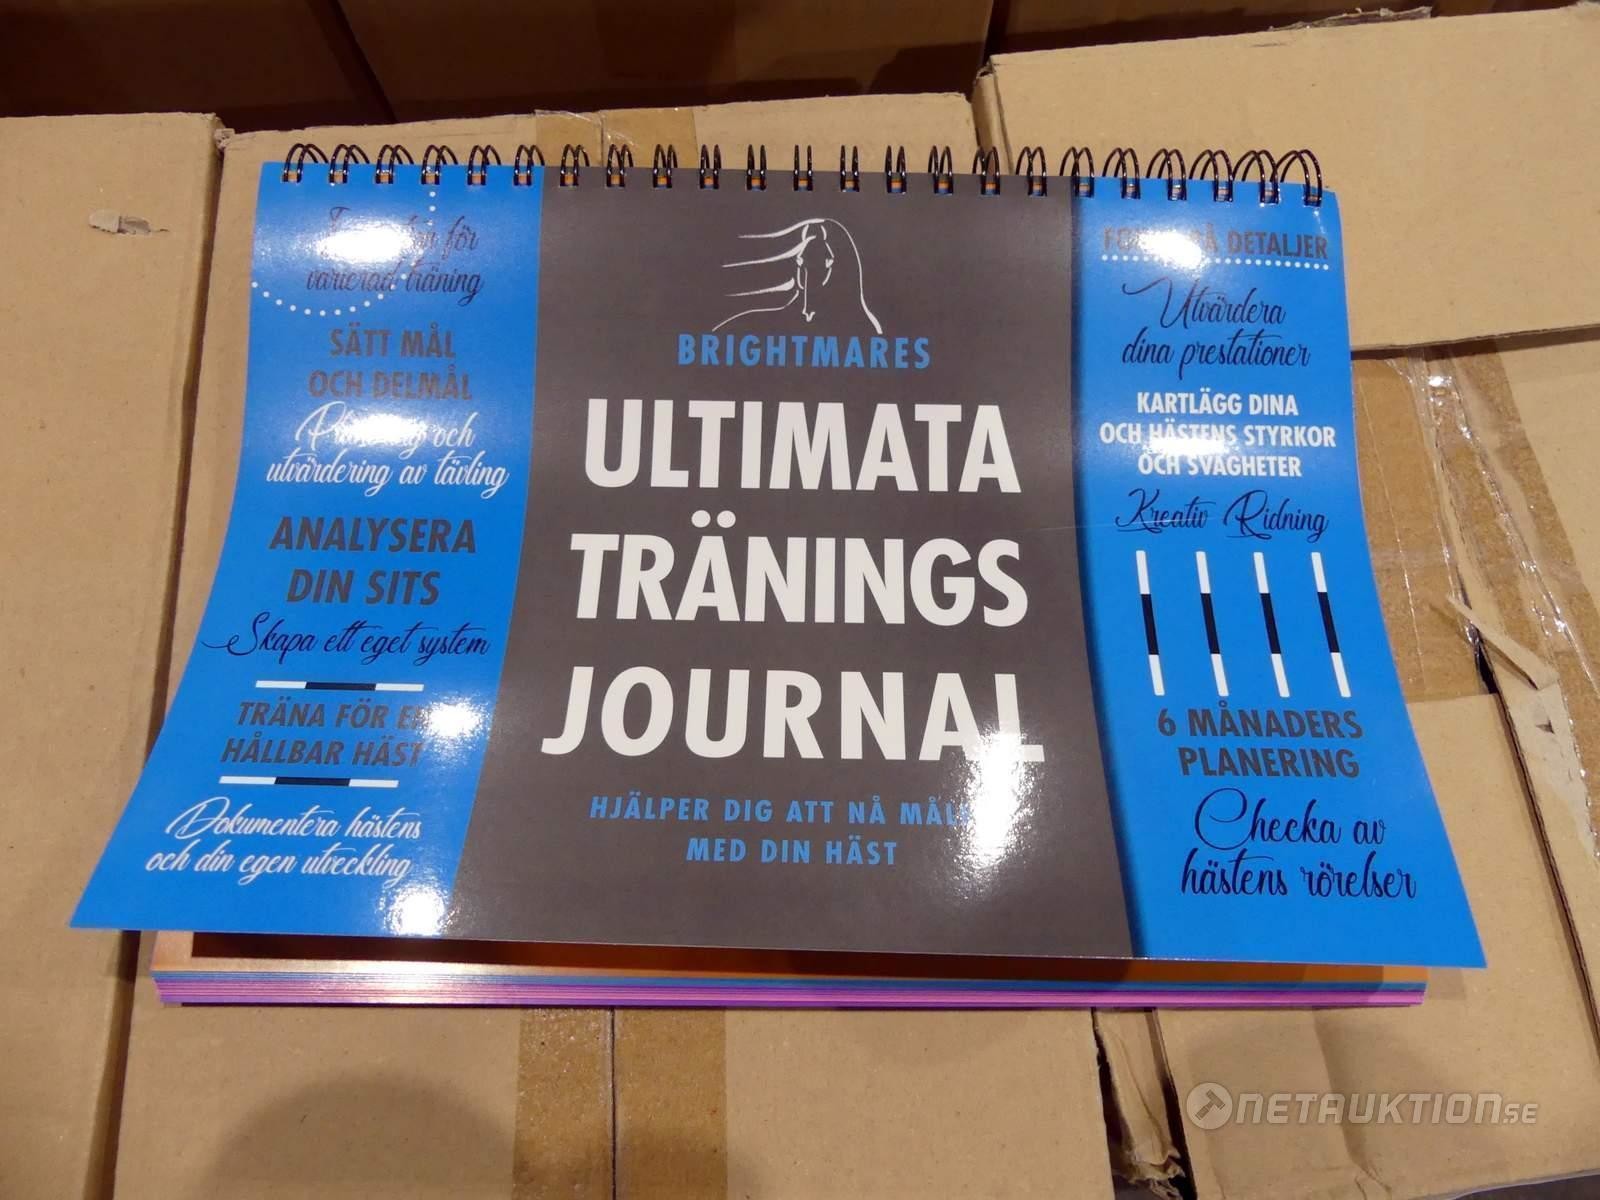 för
varierad träning
SÄTT MÅL
OCH DELMÅL
och
utvärdering av tävling
ANALYSERA
DIN SITS
Skapa ett eget system
TRÄNA FÖR
HÅLLBAR HÄST
Dokumentera hästens
och din egen utveckling
BRIGHTMARES
ULTIMATA
TRÄNINGS
JOURNAL
HJÄLPER DIG ATT NÅ
MED DIN HÄST
DETALJER
Utvärdera
dina prestationer
KARTLÄGG DINA
OCH HÄSTENS STYRKOR
OCH SVAGHETER
Kreativ Ridning
6 MÅNADERS
PLANERING
Checka av
hästens rörelser
NETAUKTION.SE